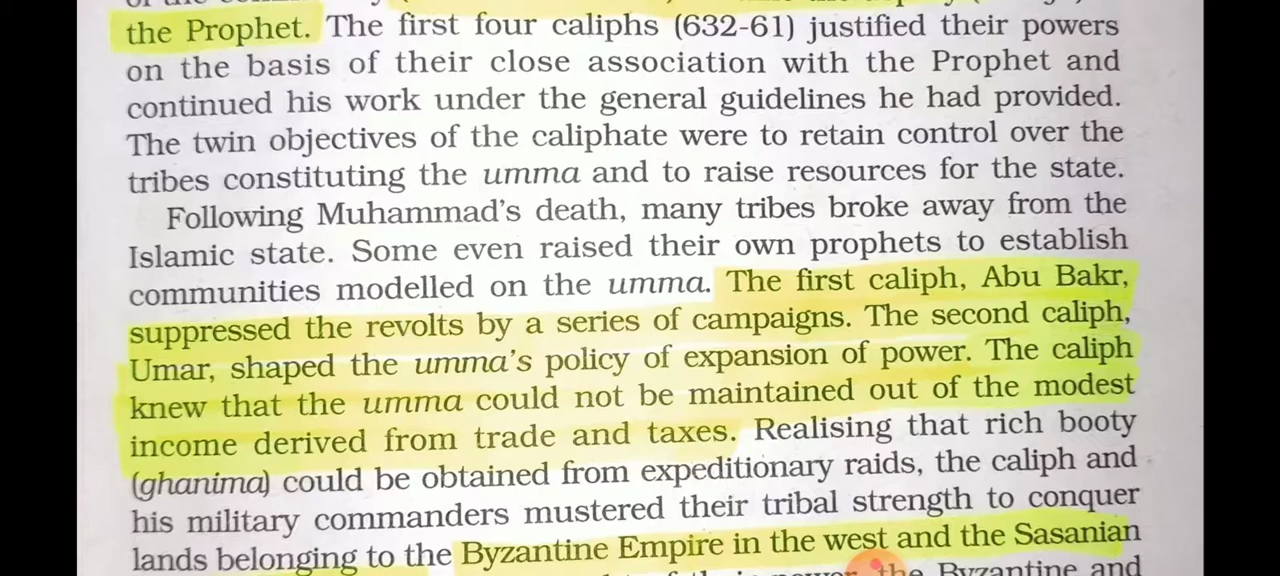 the Prophet. The first four caliphs (632-61) justified their powers
on the basis of their close association with the Prophet and
continued his work under the general guidelines he had provided.
The twin objectives of the caliphate were to retain control over the
tribes constituting the umma and to raise resources for the state.
Following Muhammad's death, many tribes broke away from the
Islamic state. Some even raised their own prophets to establish
communities modelled on the umma. The first caliph, Abu Bakr,
suppressed the revolts by a series of campaigns. The second caliph,
Umar, shaped the umma's policy of expansion of power. The caliph
knew that the umma could not be maintained out of the modest
income derived from trade and taxes. Realising that rich booty
(ghanima) could be obtained from expeditionary raids, the caliph and
his military commanders mustered their tribal strength to conquer
lands belonging to the Byzantine Empire in the west and the Sasanian
the Byzantine and